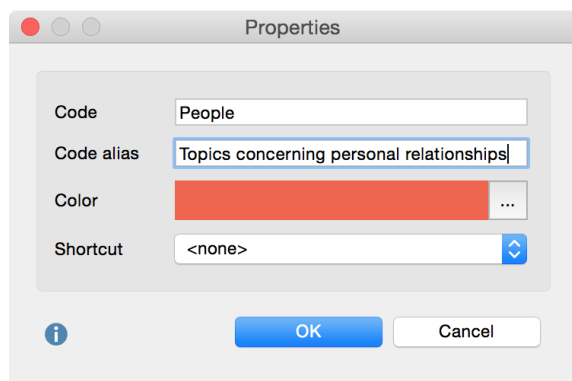 Properties
Code People
Code alias Topics concerning personal relationships
Color ...
Shortcut <none>
i
OK Cancel